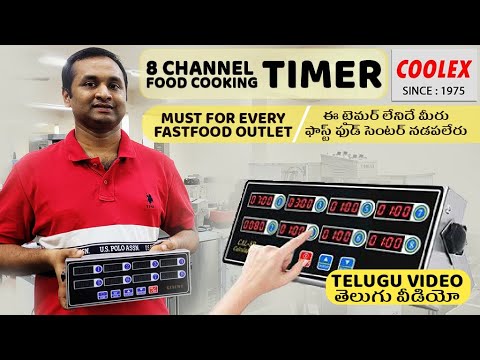 8 CHANNEL
FOOD COOKING
TIMER
COOLEX
SINCE : 1975
MUST FOR EVERY
FASTFOOD OUTLET
ఈ టైమర్ లేనిదే మీరు
ఫాస్ట్ ఫుడ్ సెంటర్ నడపలేరు
U.S. POLO ASSN
TELUGU VIDEO
తెలుగు వీడియో